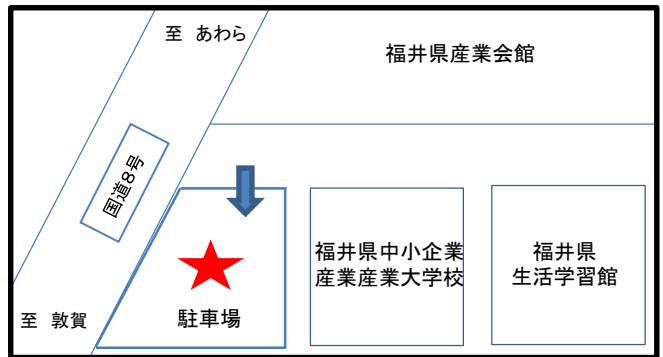 至 あわら
福井県産業会館
国道8号
福井県中小企業
産業産業大学校
福井県
生活学習館
至 敦賀
駐車場